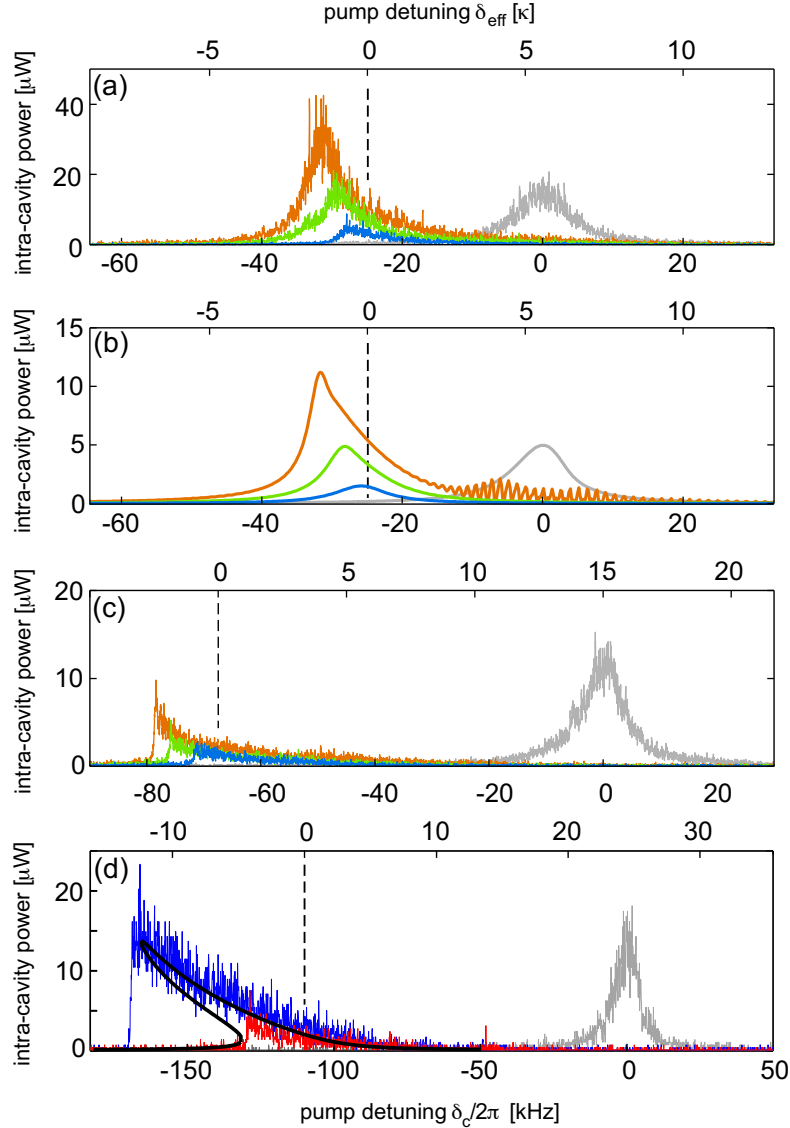 pump detuning δeff [κ]
-5 0 5 10
intra-cavity power [μW]
(a)
40
20
0
-60 -40 -20 0 20
-5 0 5 10
intra-cavity power [μW]
(b)
15
10
5
0
-60 -40 -20 0 20
0 5 10 15 20
intra-cavity power [μW]
(c)
20
10
0
-80 -60 -40 -20 0 20
-10 0 10 20 30
intra-cavity power [μW]
(d)
20
10
0
-150 -100 -50 0 50
pump detuning δc/2π [kHz]